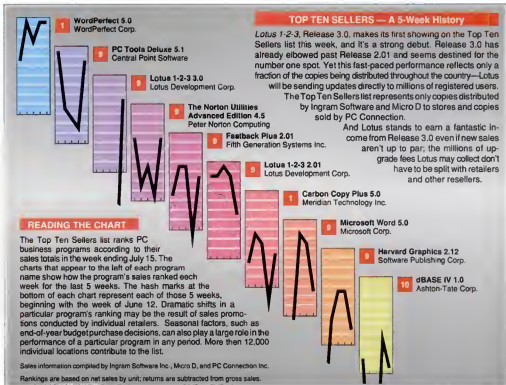 TOP TEN SELLERS — A 5-Week History
Lotus 1-2-3, Release 3.0, makes its first showing on the Top Ten
Sellers list this week, and it's a strong debut. Release 3.0 has
already elbowed past Release 2.01 and seems destined for the
number one spot. Yet this fast-paced performance reflects only a
fraction of the copies being distributed throughout the country—Lotus
will be sending updates directly to millions of registered users.
The Top Ten Sellers list represents only copies distributed
by Ingram Software and Micro D to stores and copies
sold by PC Connection.
And Lotus stands to earn a fantastic in-
come from Release 3.0 even if new sales
aren't up to par; the millions of up-
grade fees Lotus may collect don't
have to be split with retailers
and other resellers.
1 WordPerfect 5.0
WordPerfect Corp.
PC Tools Deluxe 5.1
Central Point Software
Lotus 1-2-3 3.0
Lotus Development Corp.
The Norton Utilities
Advanced Edition 4.5
Peter Norton Computing
Fastback Plus 2.01
Fifth Generation Systems Inc.
Lotus 1-2-3 2.01
Lotus Development Corp.
Carbon Copy Plus 5.0
Meridian Technology Inc.
Microsoft Word 5.0
Microsoft Corp.
Harvard Graphics 2.12
Software Publishing Corp.
10 dBASE IV 1.0
Ashton-Tate Corp.
READING THE CHART
The Top Ten Sellers list ranks PC
business programs according to their
sales totals in the week ending July 15. The
charts that appear to the left of each program
name show how the program's sales ranked each
week for the last 5 weeks. The hash marks at the
bottom of each chart represent each of those 5 weeks,
beginning with the week of June 12. Dramatic shifts in a
particular program's ranking may be the result of sales promo-
tions conducted by individual retailers. Seasonal factors, such as
end-of-year budget purchase decisions, can also play a large role in the
performance of a particular program in any period. More then 12,000
individual locations contribute to the list.
Sales information compiled by Ingram Software Inc., Micro D, and PC Connection Inc.
Rankings are based on net sales by unit; returns are subtracted from gross sales.